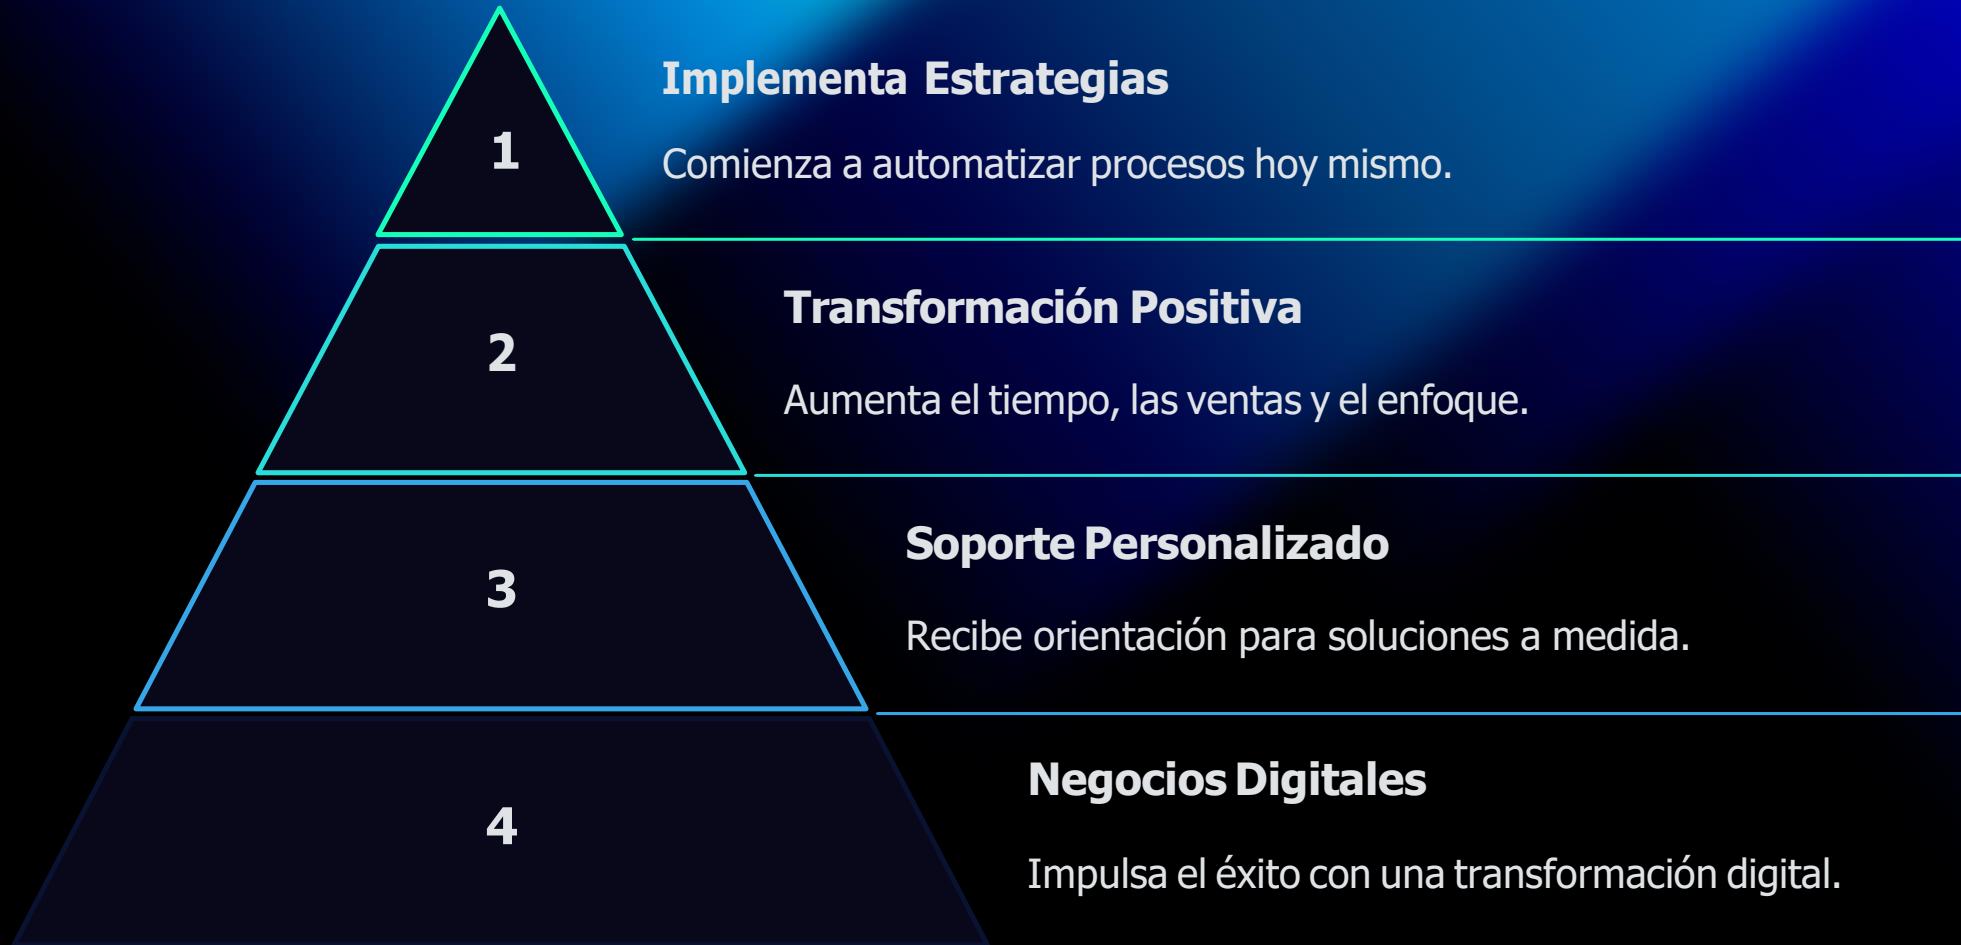 1
Implementa Estrategias
Comienza a automatizar procesos hoy mismo.
2
Transformación Positiva
Aumenta el tiempo, las ventas y el enfoque.
3
Soporte Personalizado
Recibe orientación para soluciones a medida.
4
Negocios Digitales
Impulsa el éxito con una transformación digital.